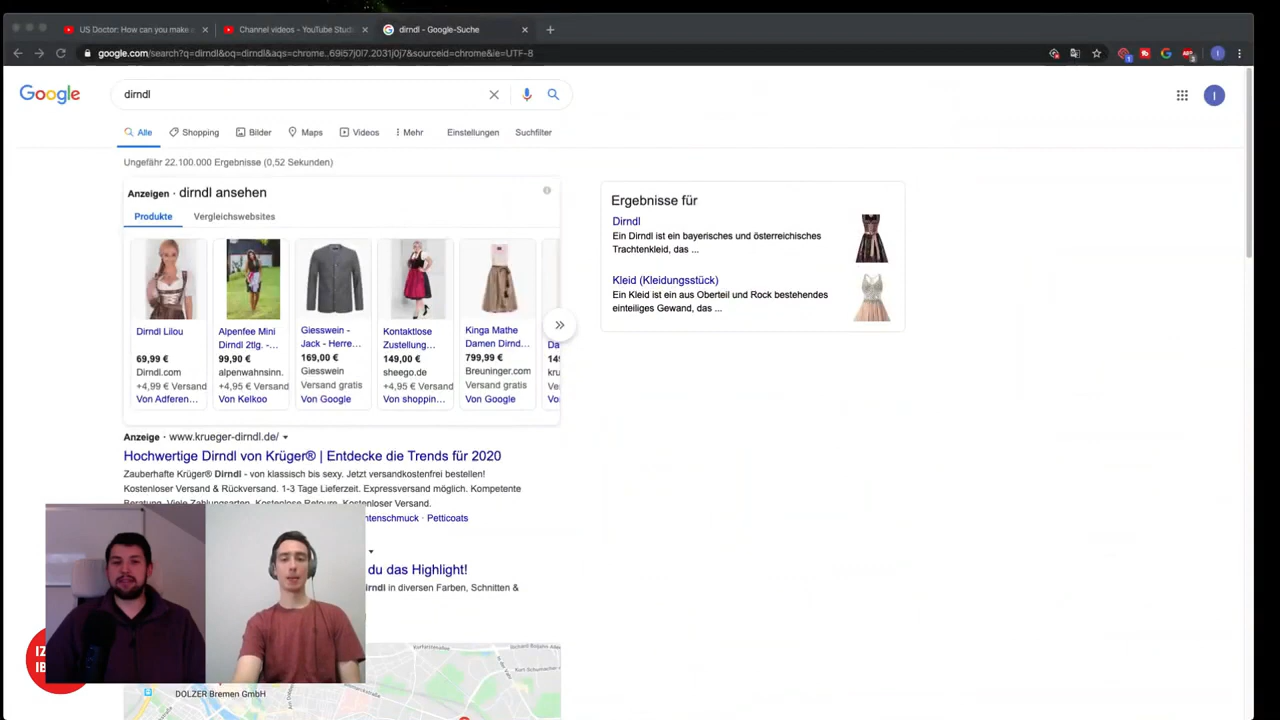 US Doctor: How can you make a
Channel videos - YouTube Studi
dirndl - Google-Suche
google.com/search?q=dirndl&oq=dirndl&aqs=chrome..69i57j0l7.2031j0j7&sourceid=chrome&ie=UTF-8
Google
dirndl
Alle
Shopping
Bilder
Maps
Videos
Mehr
Einstellungen
Suchfilter
Ungefähr 22.100.000 Ergebnisse (0,52 Sekunden)
Anzeigen · dirndl ansehen
Produkte
Vergleichswebsites
Dirndl Lilou
69,99 €
Dirndl.com
+4,99 € Versand
Von Adferen…
Alpenfee Mini
Dirndl 2tlg. -…
99,90 €
alpenwahnsinn.
+4,95 € Versand
Von Kelkoo
Giesswein -
Jack - Herre…
169,00 €
Giesswein
Versand gratis
Von Google
Kontaktlose
Zustellung…
149,00 €
sheego.de
+4,95 € Versand
Von shoppin…
Kinga Mathe
Damen Dirnd…
799,99 €
Breuninger.com
Versand gratis
Von Google
Da
149
kru
Ver
Vo
Ergebnisse für
Dirndl
Ein Dirndl ist ein bayerisches und österreichisches
Trachtenkleid, das ...
Kleid (Kleidungsstück)
Ein Kleid ist ein aus Oberteil und Rock bestehendes
einteiliges Gewand, das ...
Anzeige · www.krueger-dirndl.de/
Hochwertige Dirndl von Krüger® | Entdecke die Trends für 2020
Zauberhafte Krüger® Dirndl - von klassisch bis sexy. Jetzt versandkostenfrei bestellen!
Kostenloser Versand & Rückversand. 1-3 Tage Lieferzeit. Expressversand möglich. Kompetente
Beratung. Viele Zahlungsarten. Kostenlose Retoure. Kostenloser Versand.
ntenschmuck · Petticoats
du das Highlight!
irndl in diversen Farben, Schnitten &
IZ
IB
DOLZER Bremen GmbH